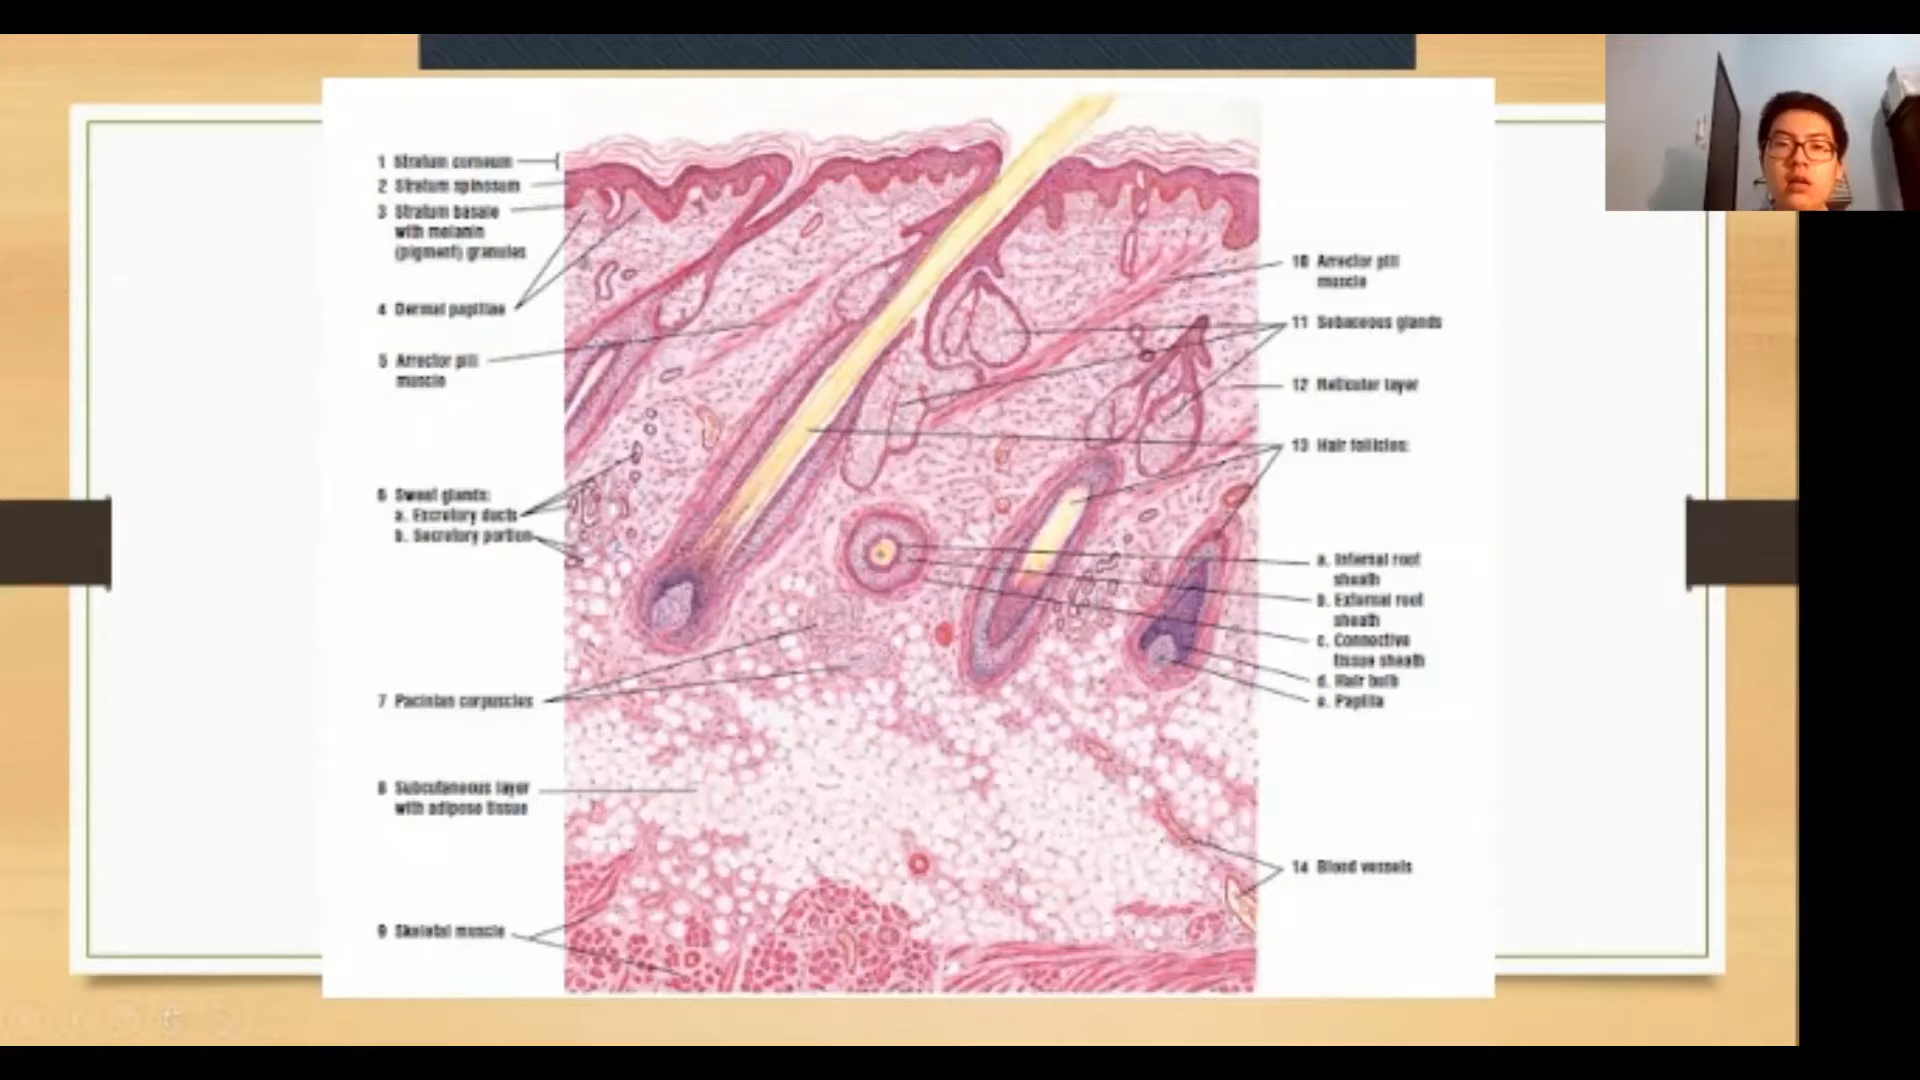 1 Stratum corneum
2 Stratum spinosum
3 Stratum basale
with melanin
(pigment) granules
4 Dermal papillae
5 Arrector pili
muscle
6 Sweat glands:
a. Excretory ducts
b. Secretory portion
7 Pacinian corpuscles
8 Subcutaneous layer
with adipose tissue
9 Skeletal muscle
10 Arrector pili
muscle
11 Sebaceous glands
12 Reticular layer
13 Hair follicles:
a. Internal root
sheath
b. External root
sheath
c. Connective
tissue sheath
d. Hair bulb
e. Papilla
14 Blood vessels